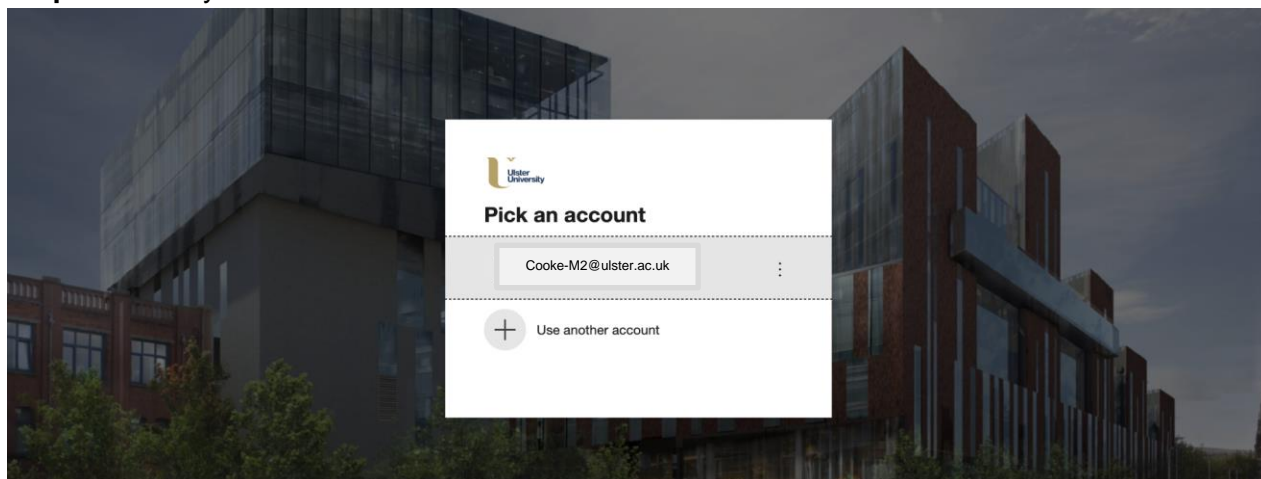 Ulster
University
Pick an account
Cooke-M2@ulster.ac.uk
Use another account